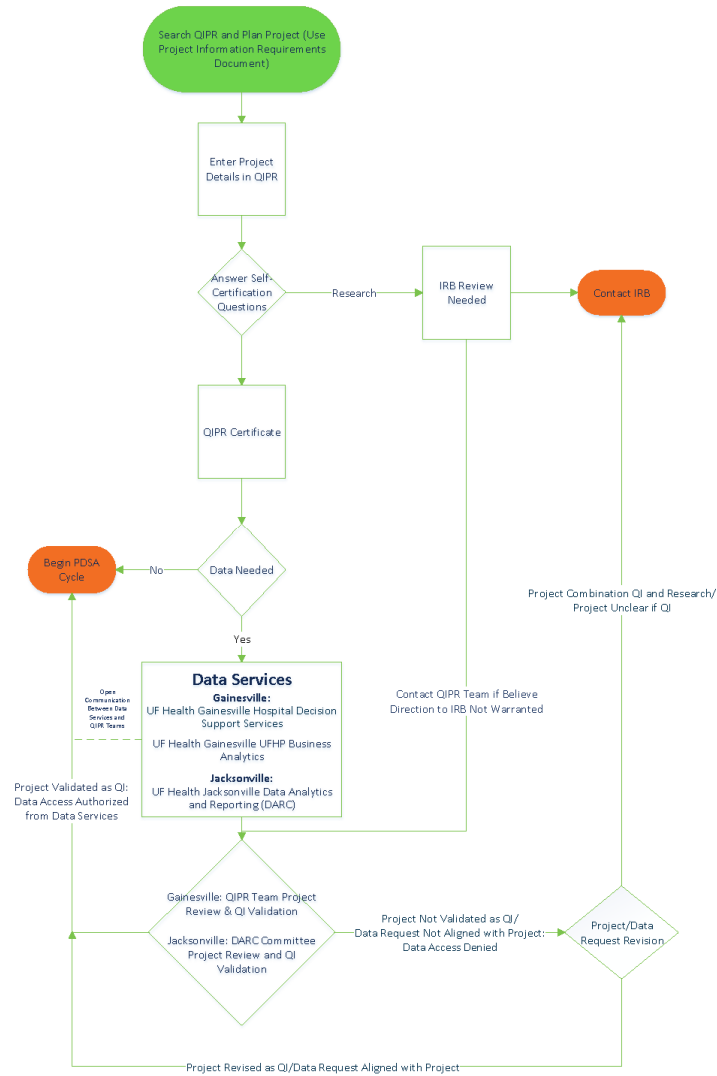 Search QIPR and Plan Project (Use
Project Information Requirements
Document)
Enter Project
Details in QIPR
Answer Self-
Certification
Questions
Research
IRB Review
Needed
Contact IRB
QIPR Certificate
Begin PDSA
Cycle
No
Data Needed
Project Combination QI and Research/
Project Unclear if QI
Yes
Data Services
Gainesville:
UF Health Gainesville Hospital Decision
Support Services
UF Health Gainesville UFHP Business
Analytics
Jacksonville:
UF Health Jacksonville Data Analytics
and Reporting (DARC)
Open
Communication
Between Data
Services and
QIPR Teams
Contact QIPR Team if Believe
Direction to IRB Not Warranted
Project Validated as QI:
Data Access Authorized
from Data Services
Gainesville: QIPR Team Project
Review & QI Validation
Jacksonville: DARC Committee
Project Review and QI
Validation
Project Not Validated as QI/
Data Request Not Aligned with Project:
Data Access Denied
Project/Data
Request Revision
Project Revised as QI/Data Request Aligned with Project